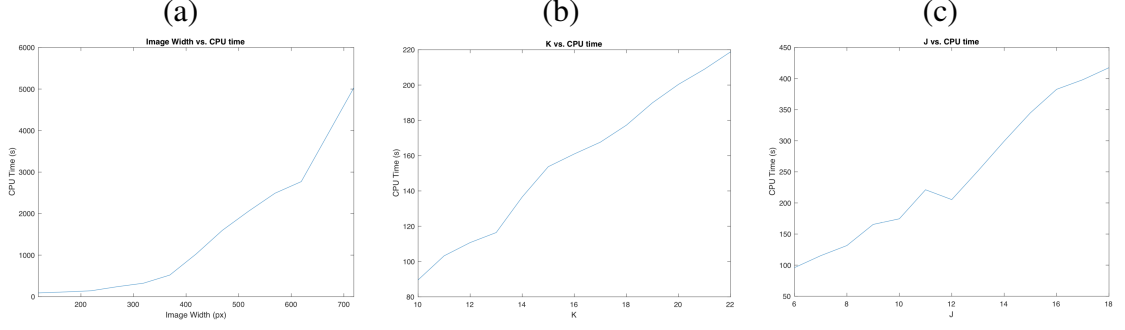 (a)
Image Width vs. CPU time
6000
5000
4000
3000
2000
1000
0
CPU Time (s)
200 300 400 500 600 700
Image Width (px)
(b)
K vs. CPU time
220
200
180
160
140
120
100
80
CPU Time (s)
10 12 14 16 18 20 22
K
(c)
J vs. CPU time
450
400
350
300
250
200
150
100
50
CPU Time (s)
6 8 10 12 14 16 18
J